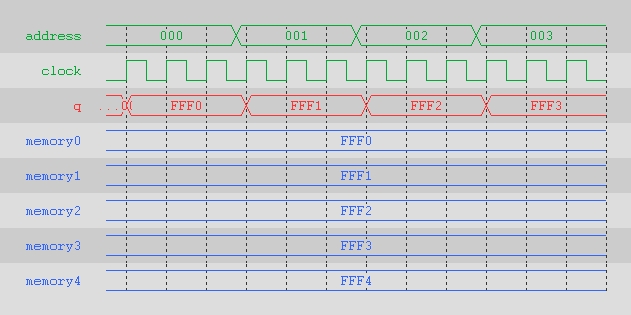 address 000 001 002 003
clock
q ...0( FFF0 FFF1 FFF2 FFF3
memory0 FFF0
memory1 FFF1
memory2 FFF2
memory3 FFF3
memory4 FFF4